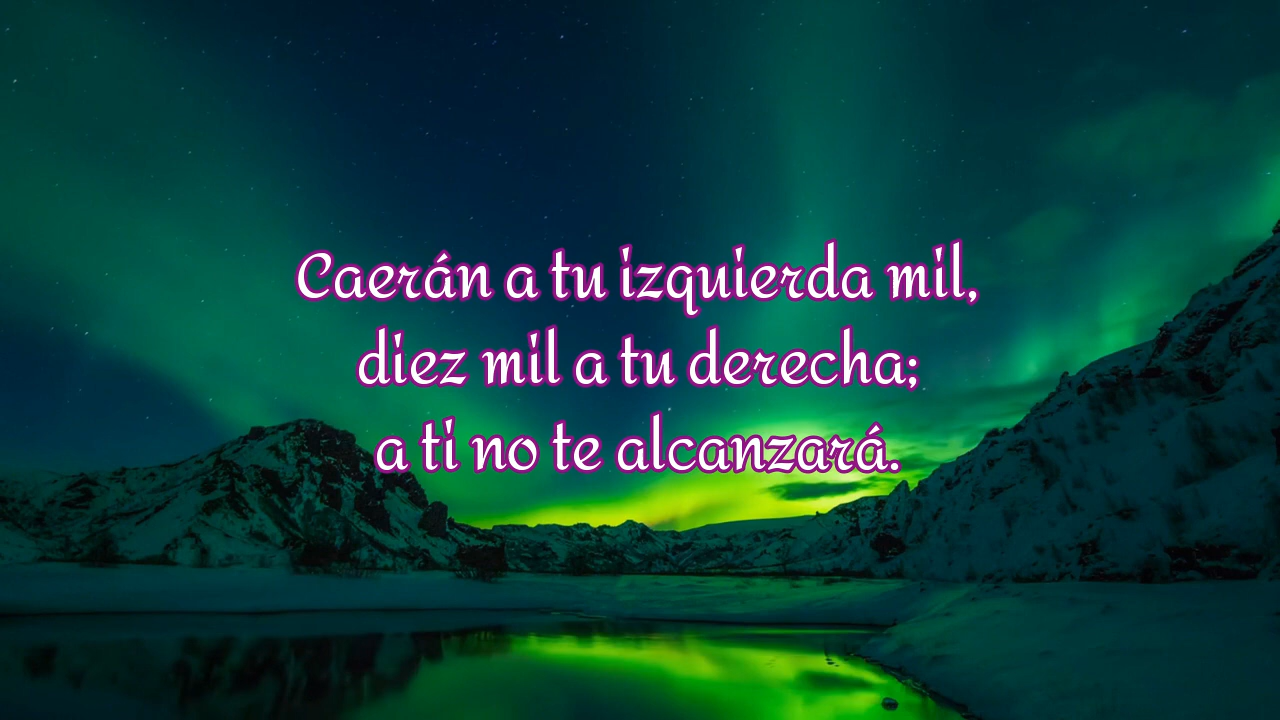 Caerán a tu izquierda mil,
diez mil a tu derecha;
a ti no te alcanzará.